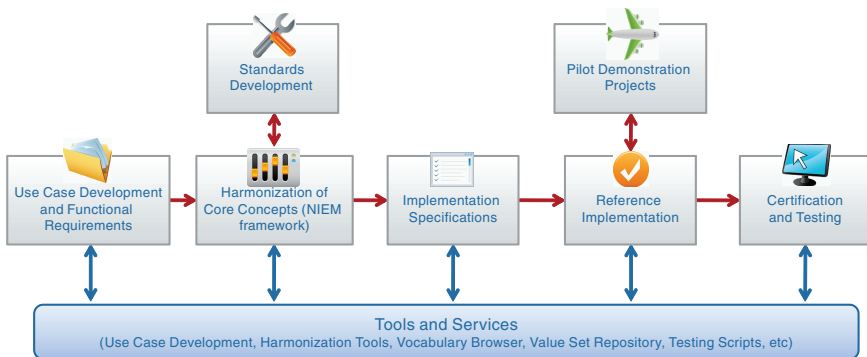 Standards
Development
Pilot Demonstration
Projects
Use Case Development
and Functional
Requirements
Harmonization of
Core Concepts (NIEM
framework)
Implementation
Specifications
Reference
Implementation
Certification
and Testing
Tools and Services
(Use Case Development, Harmonization Tools, Vocabulary Browser, Value Set Repository, Testing Scripts, etc)